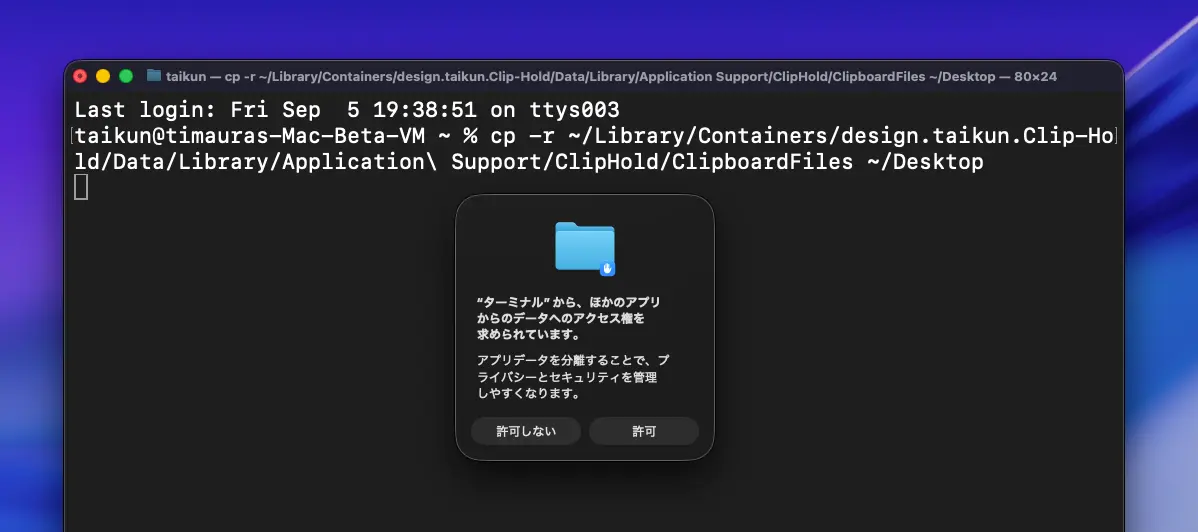 taikun — cp -r ~/Library/Containers/design.taikun.Clip-Hold/Data/Library/Application Support/ClipHold/ClipboardFiles ~/Desktop — 80×24
Last login: Fri Sep  5 19:38:51 on ttys003
[taikun@timauras-Mac-Beta-VM ~ % cp -r ~/Library/Containers/design.taikun.Clip-Ho]
ld/Data/Library/Application\ Support/ClipHold/ClipboardFiles ~/Desktop
“ターミナル”から、ほかのアプリ
からのデータへのアクセス権を
求められています。
アプリデータを分離することで、プ
ライバシーとセキュリティを管理
しやすくなります。
許可しない
許可